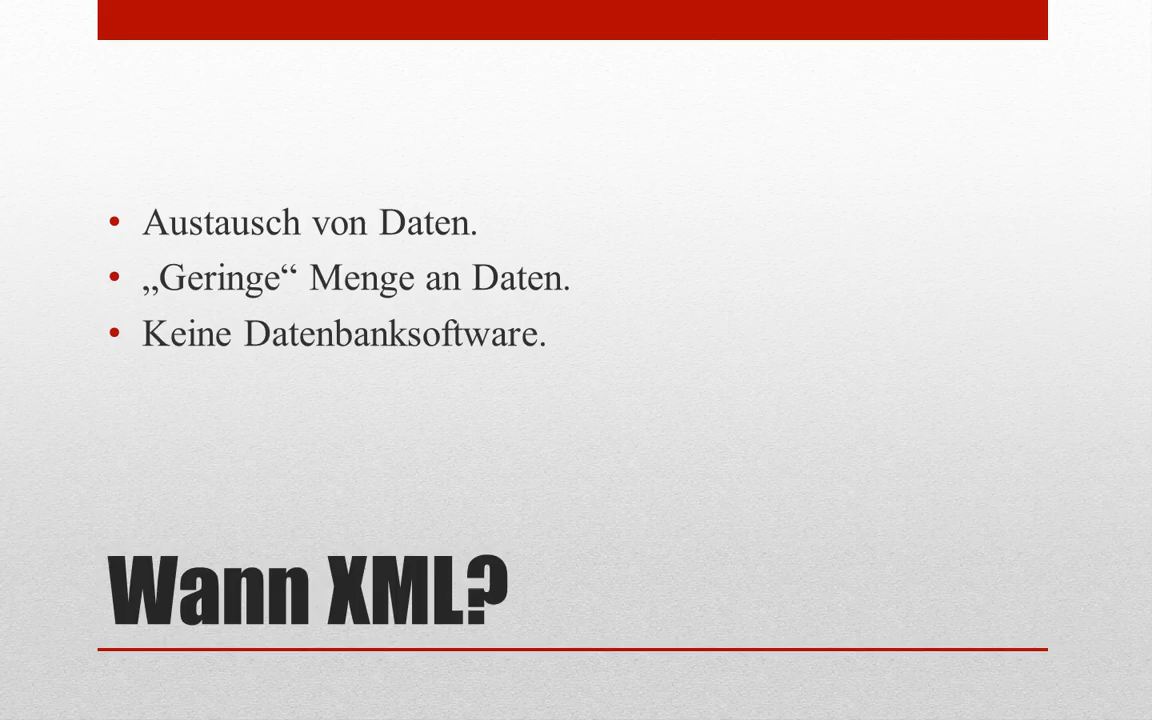 Austausch von Daten.
„Geringe“ Menge an Daten.
Keine Datenbanksoftware.
Wann XML?